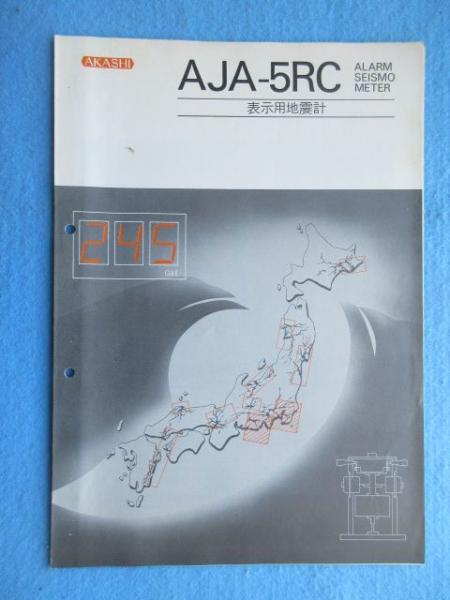 AKASHI
AJA-5RC
ALARM
SEISMO
METER
表示用地震計
245
Gal